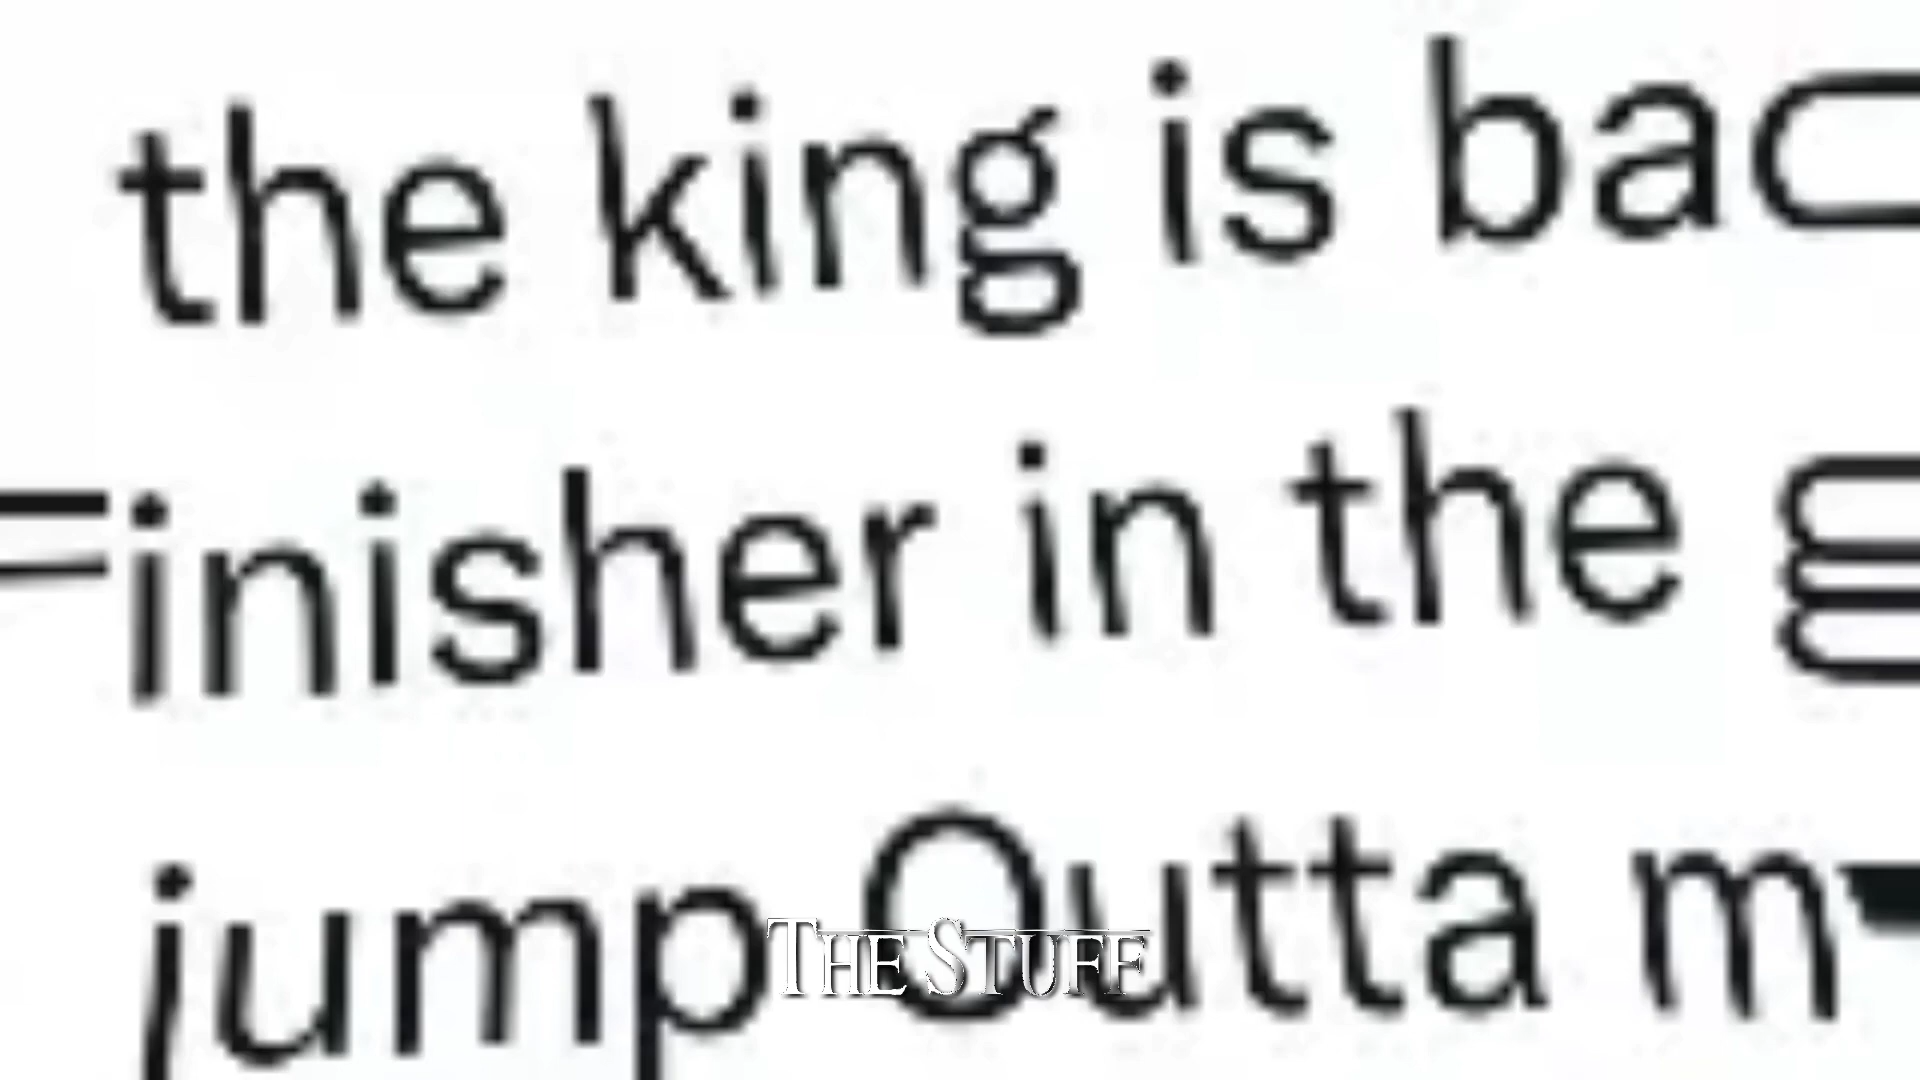 the king is bac
Finisher in the
jump Outta m
THE STUFF